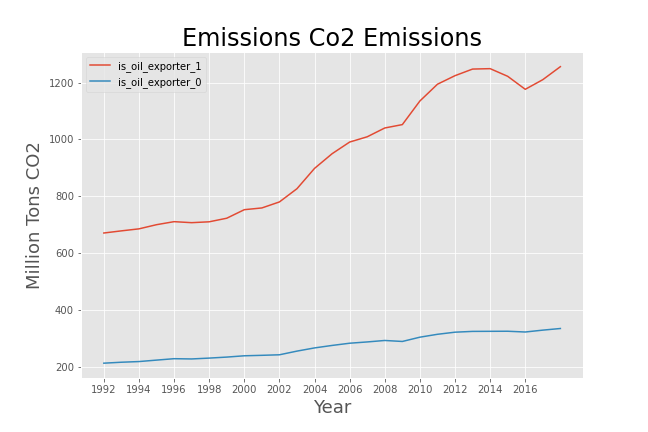 Emissions Co2 Emissions
is_oil_exporter_1
is_oil_exporter_0
Million Tons CO2
1200
1000
800
600
400
200
1992 1994 1996 1998 2000 2002 2004 2006 2008 2010 2012 2014 2016
Year